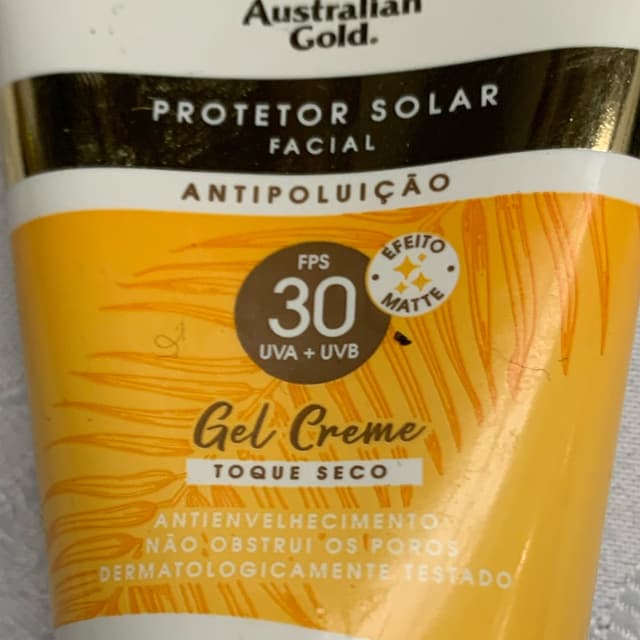 Australian
Gold.
PROTETOR SOLAR
FACIAL
ANTIPOLUIÇÃO
FPS
30
UVA + UVB
EFEITO
MATTE
Gel Creme
TOQUE SECO
ANTIENVELHECIMENTO
NÃO OBSTRUI OS POROS
DERMATOLOGICAMENTE TESTADO